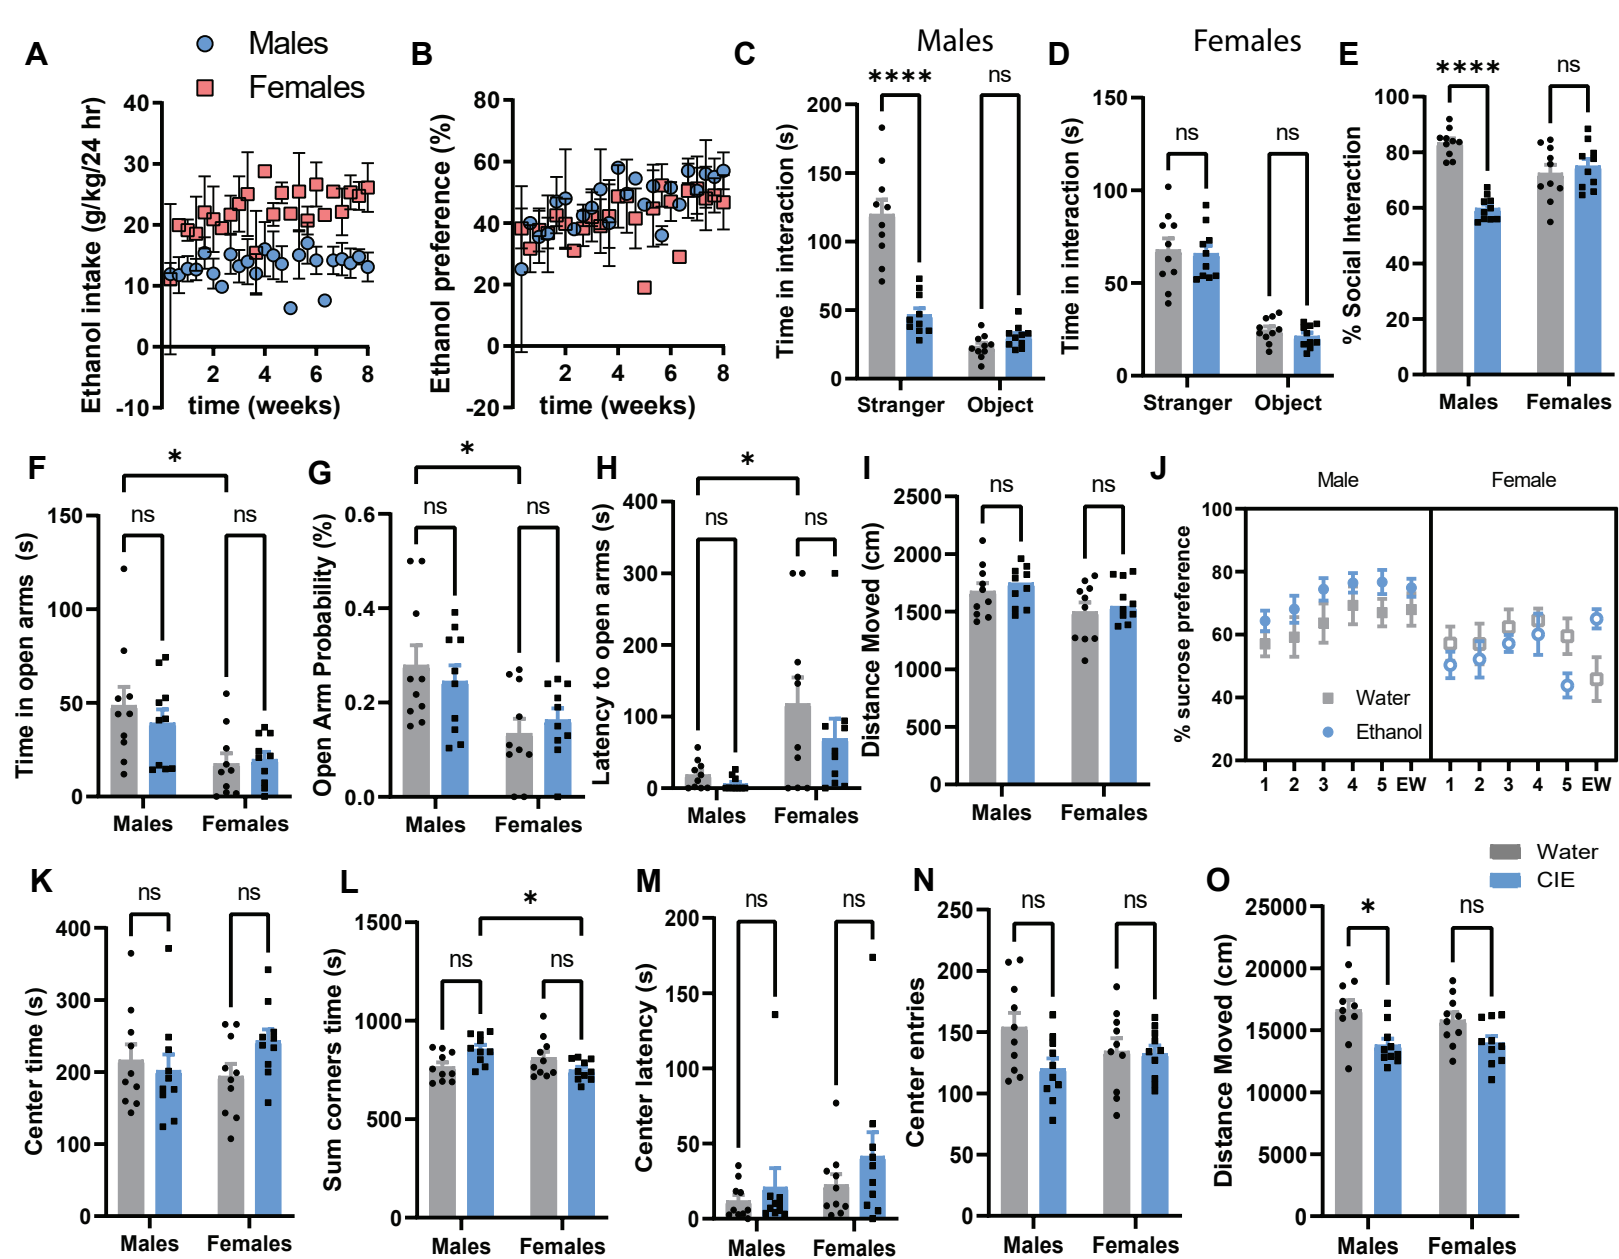 A
Males
Females
Ethanol intake (g/kg/24 hr)
40
30
20
10
0
-10
2 4 6 8
time (weeks)
B
Ethanol preference (%)
80
60
40
20
0
-20
2 4 6 8
time (weeks)
C
Males
**** ns
Time in interaction (s)
200
150
100
50
0
Stranger Object
D
Females
ns ns
Time in interaction (s)
150
100
50
0
Stranger Object
E
**** ns
% Social Interaction
100
80
60
40
20
0
Males Females
F
*
ns ns
Time in open arms (s)
150
100
50
0
Males Females
G
*
ns ns
Open Arm Probability (%)
0.6
0.4
0.2
0.0
Males Females
H
*
ns ns
Latency to open arms (s)
400
300
200
100
0
Males Females
I
ns ns
Distance Moved (cm)
2500
2000
1500
1000
500
0
Males Females
J
Male Female
% sucrose preference
100
80
60
40
20
Water
Ethanol
1 2 3 4 5 EW 1 2 3 4 5 EW
Water
CIE
K
ns ns
Center time (s)
400
300
200
100
0
Males Females
L
*
ns ns
Sum corners time (s)
1500
1000
500
0
Males Females
M
ns ns
Center latency (s)
200
150
100
50
0
Males Females
N
ns ns
Center entries
250
200
150
100
50
0
Males Females
O
* ns
Distance Moved (cm)
25000
20000
15000
10000
5000
0
Males Females